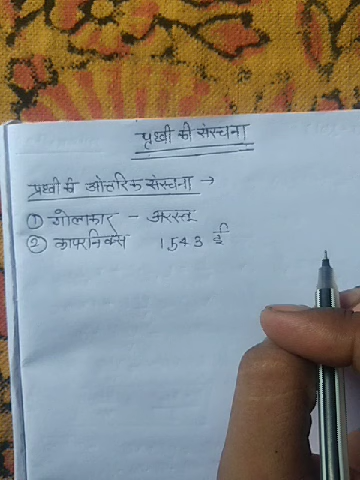 पृथ्वी की संरचना
पृथ्वी की आंतरिक संरचना →
① गोलाकार - अरस्तू
② कापरनिकस 1543 ई